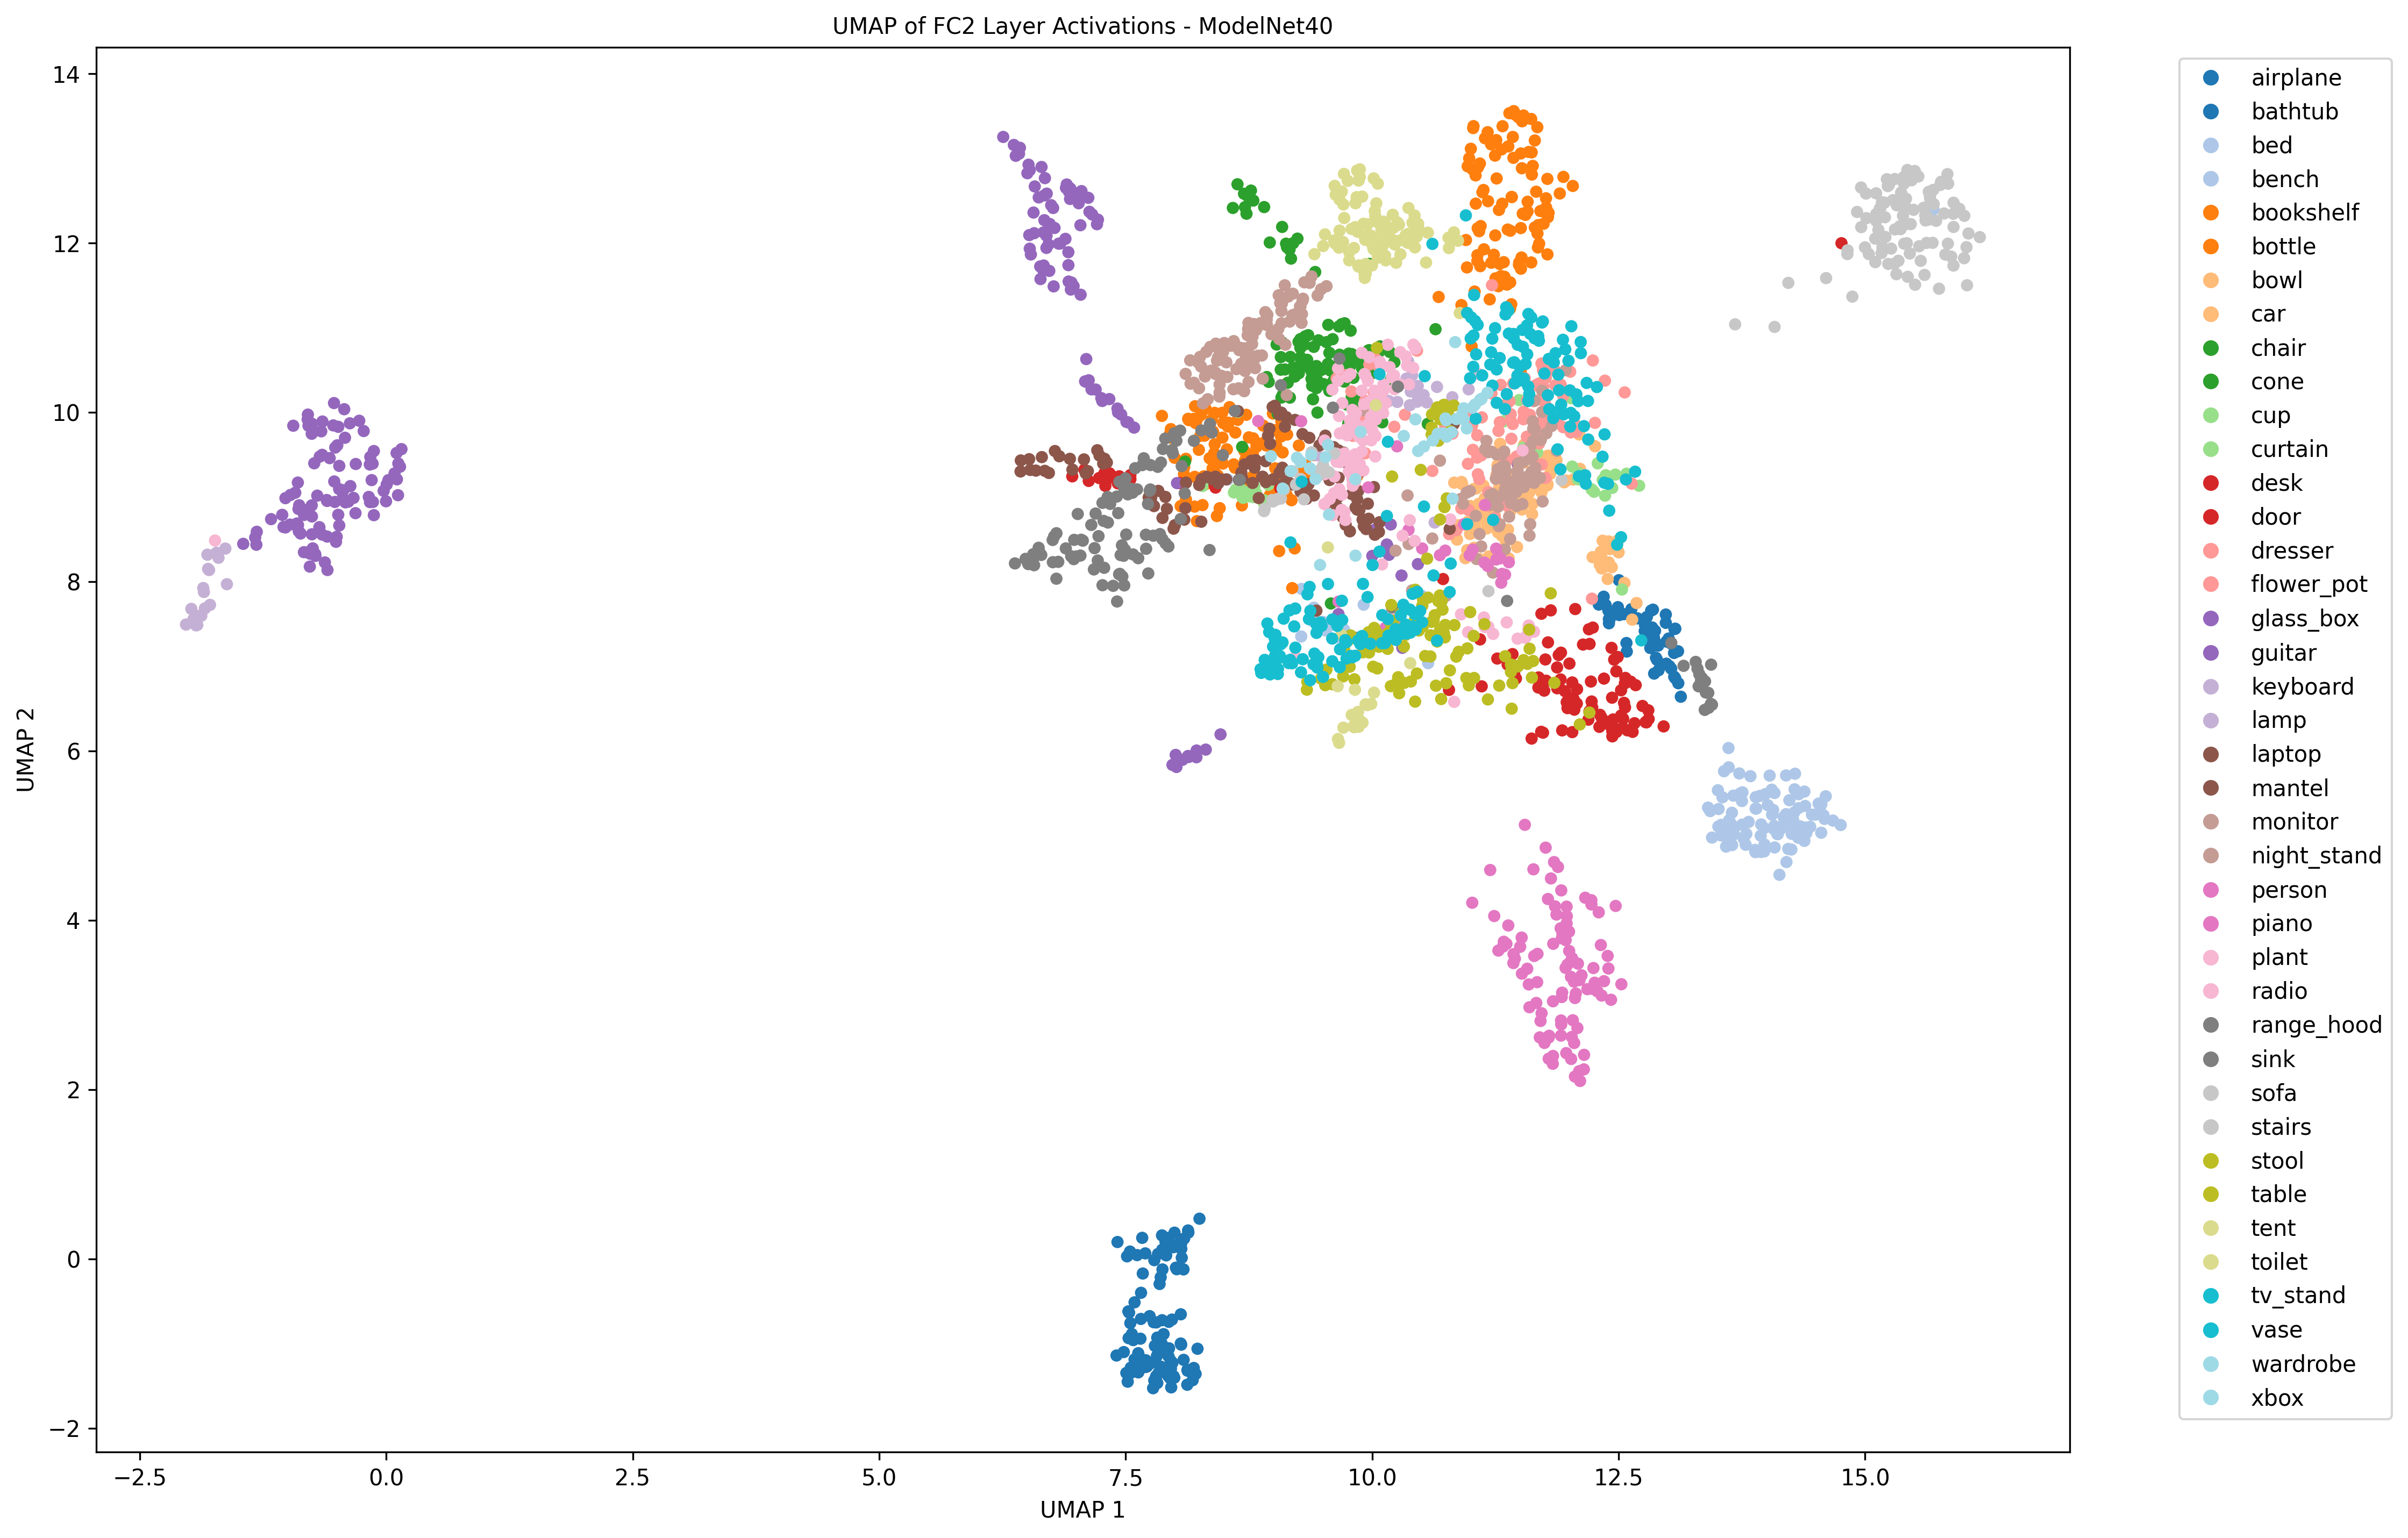 UMAP of FC2 Layer Activations - ModelNet40
14
12
10
8
6
4
2
0
−2
UMAP 2
−2.5 0.0 2.5 5.0 7.5 10.0 12.5 15.0
UMAP 1
airplane
bathtub
bed
bench
bookshelf
bottle
bowl
car
chair
cone
cup
curtain
desk
door
dresser
flower_pot
glass_box
guitar
keyboard
lamp
laptop
mantel
monitor
night_stand
person
piano
plant
radio
range_hood
sink
sofa
stairs
stool
table
tent
toilet
tv_stand
vase
wardrobe
xbox